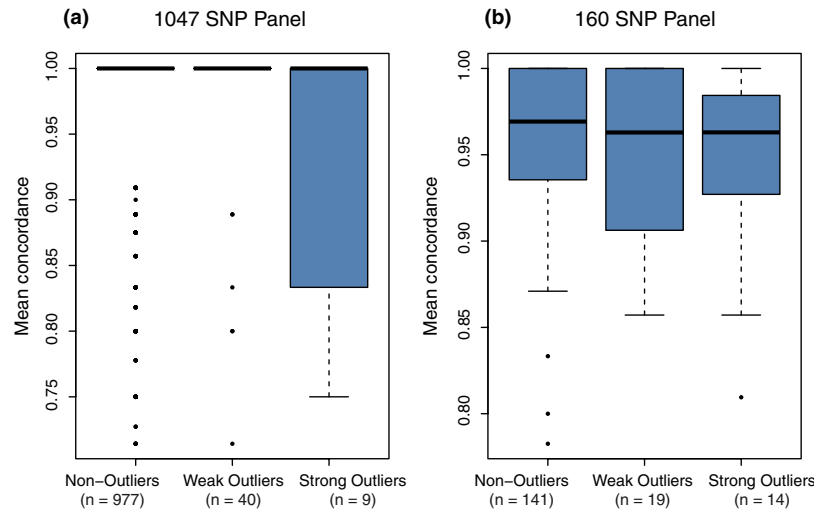 (a) 1047 SNP Panel
Mean concordance
1.00
0.95
0.90
0.85
0.80
0.75
Non−Outliers Weak Outliers Strong Outliers
(n = 977) (n = 40) (n = 9)
(b) 160 SNP Panel
Mean concordance
1.00
0.95
0.90
0.85
0.80
Non−Outliers Weak Outliers Strong Outliers
(n = 141) (n = 19) (n = 14)